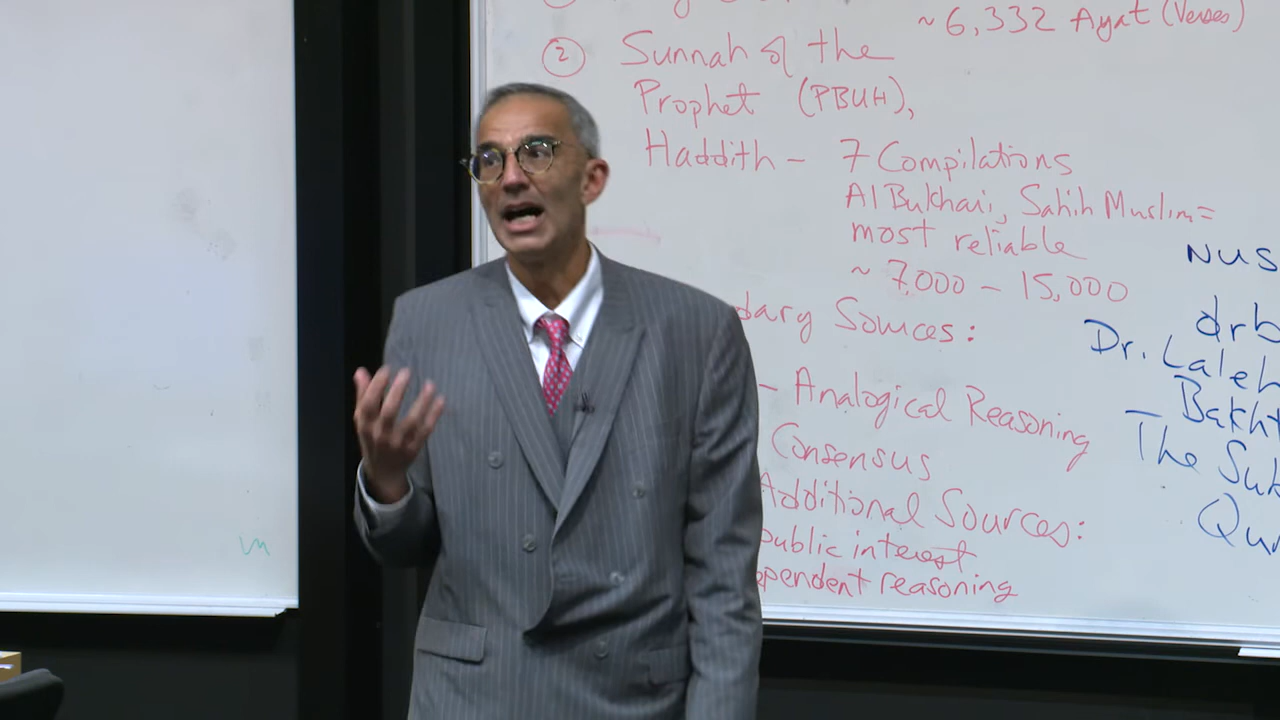 ~ 6,332 Ayat (Verses)
② Sunnah of the
Prophet (PBUH),
Haddith – 7 Compilations
Al Bukhari, Sahih Muslim =
most reliable
~ 7,000 – 15,000
dary Sources:
– Analogical Reasoning
Consensus
Additional Sources:
public interest
ependent reasoning
NUS
drb
Dr. Laleh
Bakht
– The Sub
Qur